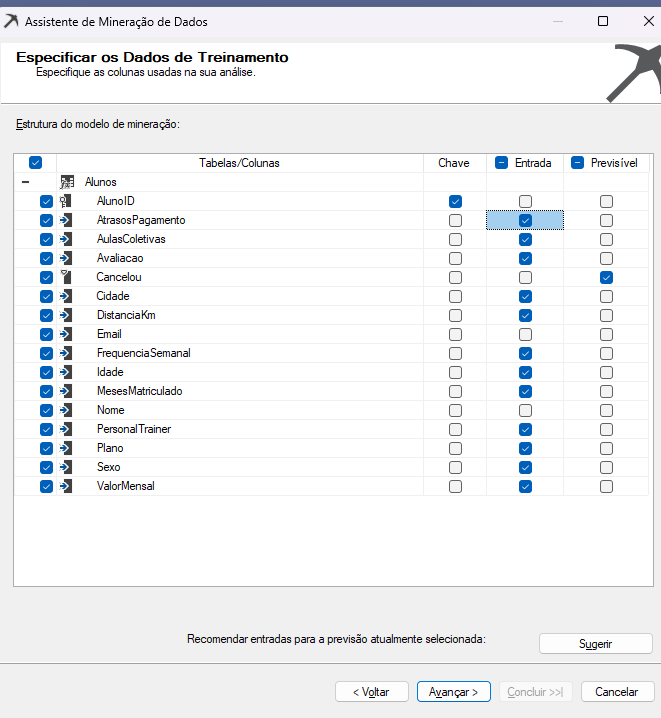 Assistente de Mineração de Dados
Especificar os Dados de Treinamento
Especifique as colunas usadas na sua análise.
Estrutura do modelo de mineração:
Tabelas/Colunas Chave Entrada Previsível
Alunos
AlunoID
AtrasosPagamento
AulasColetivas
Avaliacao
Cancelou
Cidade
DistanciaKm
Email
FrequenciaSemanal
Idade
MesesMatriculado
Nome
PersonalTrainer
Plano
Sexo
ValorMensal
Recomendar entradas para a previsão atualmente selecionada: Sugerir
< Voltar Avançar > Concluir >>| Cancelar